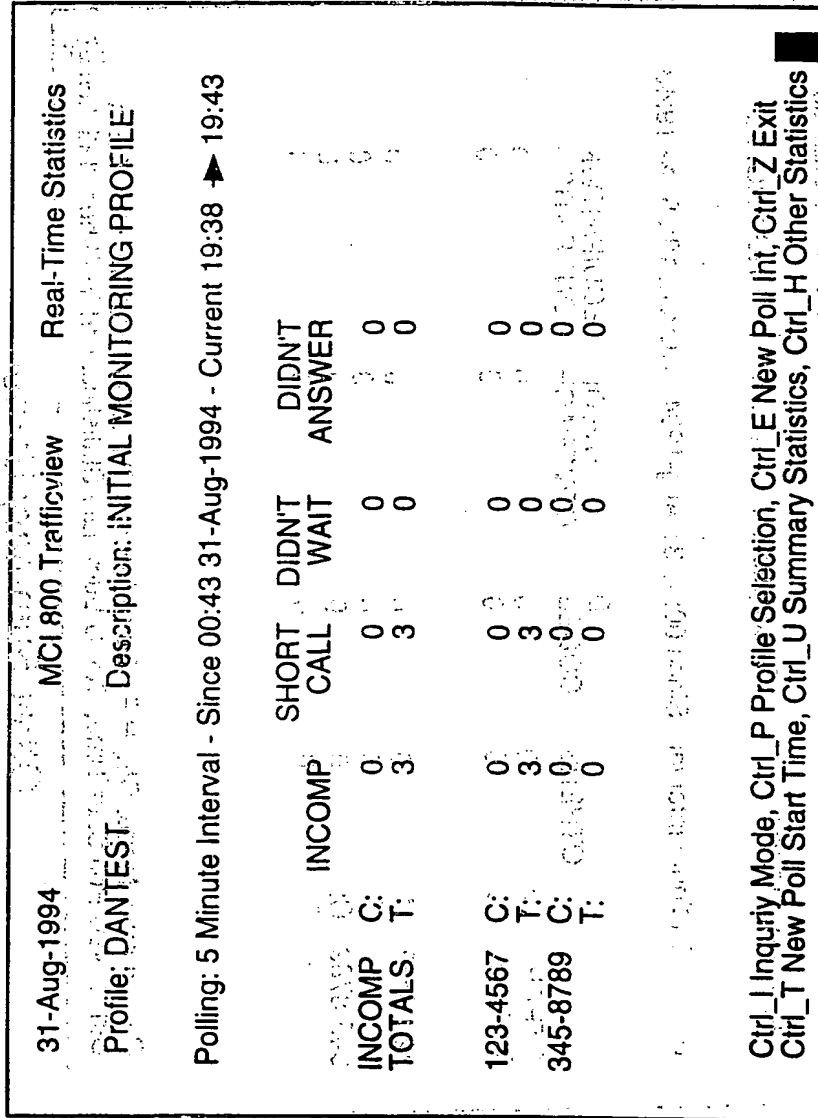 31-Aug-1994 MCI 800 Trafficview Real-Time Statistics
Profile: DANTEST Description: INITIAL MONITORING PROFILE
Polling: 5 Minute Interval - Since 00:43 31-Aug-1994 - Current 19:38 → 19:43
INCOMP SHORT CALL DIDN'T WAIT DIDN'T ANSWER
INCOMP C: 0 0 0 0
TOTALS T: 3 3 0 0
123-4567 C: 0 0 0 0
T: 3 3 0 0
345-8789 C: 0 0 0 0
T: 0 0 0 0
Ctrl_I Inquriy Mode, Ctrl_P Profile Selection, Ctrl_E New Poll Int, Ctrl_Z Exit
Ctrl_T New Poll Start Time, Ctrl_U Summary Statistics, Ctrl_H Other Statistics